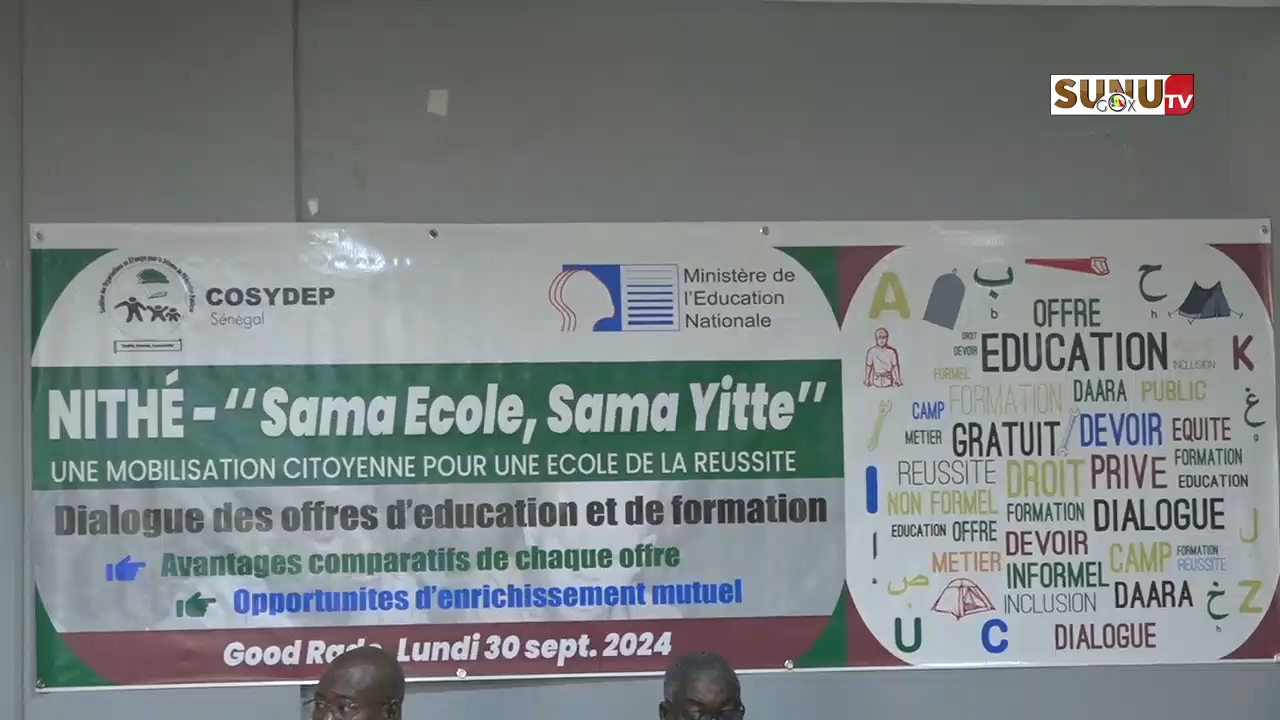 SUNU
GOX
TV
COSYDEP
Sénégal
Ministère de
l'Education
Nationale
NITHÉ - "Sama Ecole, Sama Yitte"
UNE MOBILISATION CITOYENNE POUR UNE ECOLE DE LA REUSSITE
Dialogue des offres d'education et de formation
Avantages comparatifs de chaque offre
Opportunites d'enrichissement mutuel
Good Lundi 30 sept. 2024
A
ب
b
ح
h
OFFRE
DROIT
DEVOIR
EDUCATION
INCLUSION
K
FORMEL
FORMATION
DAARA
PUBLIC
CAMP
غ
METIER
GRATUIT
DEVOIR
EQUITE
REUSSITE
DROIT
PRIVE
FORMATION
EDUCATION
NON FORMEL
FORMATION
DIALOGUE
EDUCATION
OFFRE
DEVOIR
ل
METIER
CAMP
FORMATION
REUSSITE
ص
INFORMEL
INCLUSION
DAARA
خ
Z
U
C
DIALOGUE